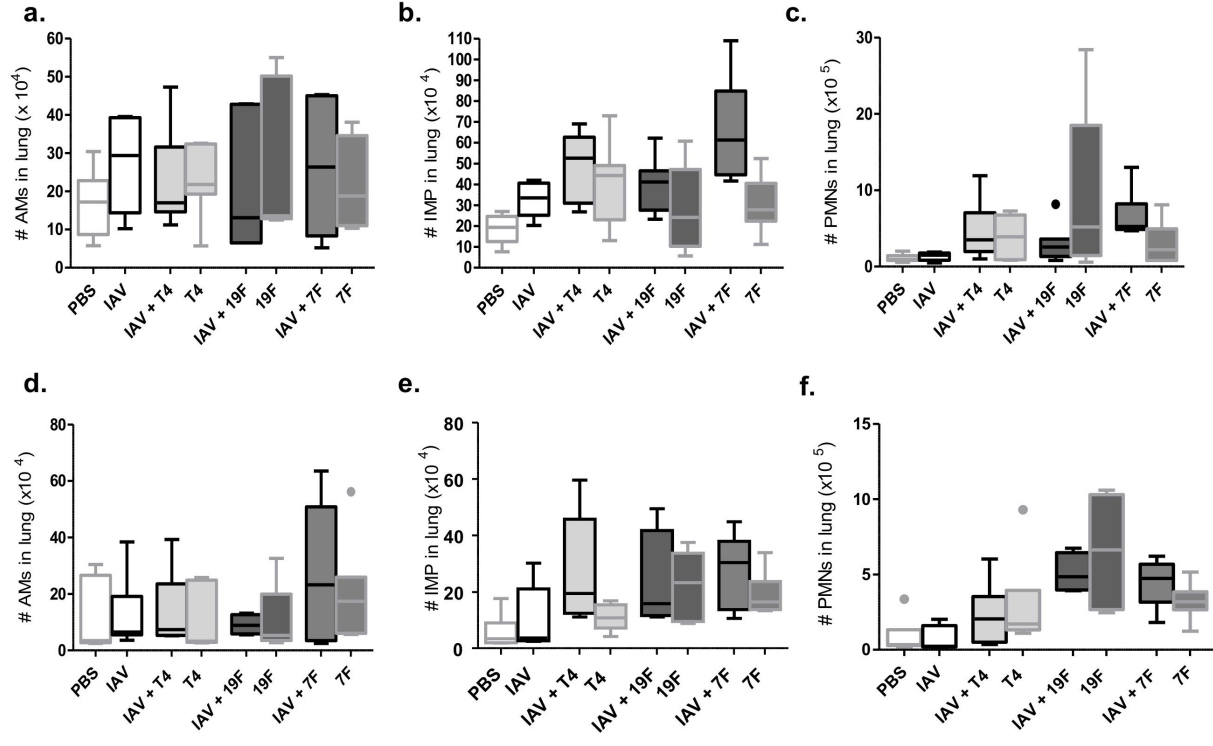 a.
# AMs in lung (x 10^4)
60
50
40
30
20
10
0
PBS
IAV
IAV + T4
T4
IAV + 19F
19F
IAV + 7F
7F
b.
# IMP in lung (x10^4)
110
100
90
80
70
60
50
40
30
20
10
0
PBS
IAV
IAV + T4
T4
IAV + 19F
19F
IAV + 7F
7F
c.
# PMNs in lung (x10^5)
30
20
10
0
PBS
IAV
IAV + T4
T4
IAV + 19F
19F
IAV + 7F
7F
d.
# AMs in lung (x10^4)
80
60
40
20
0
PBS
IAV
IAV + T4
T4
IAV + 19F
19F
IAV + 7F
7F
e.
# IMP in lung (x10^4)
80
60
40
20
0
PBS
IAV
IAV + T4
T4
IAV + 19F
19F
IAV + 7F
7F
f.
# PMNs in lung (x10^5)
15
10
5
0
PBS
IAV
IAV + T4
T4
IAV + 19F
19F
IAV + 7F
7F